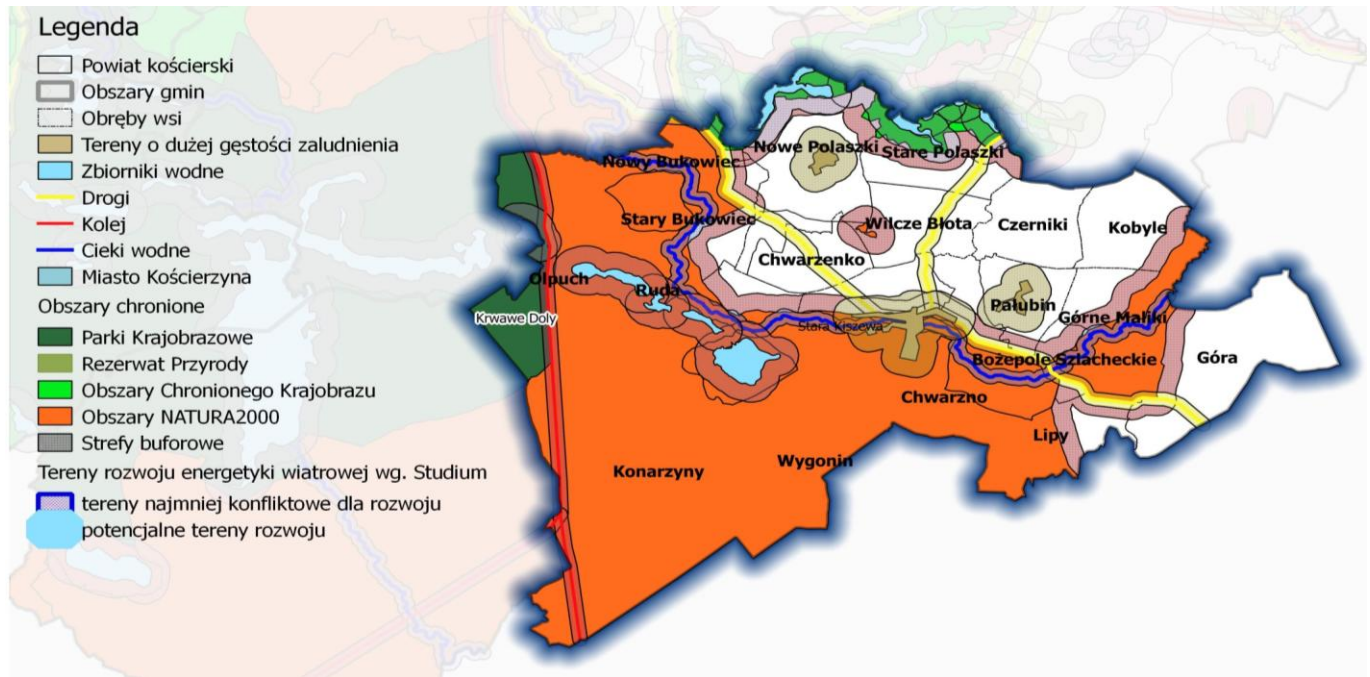 Legenda
Powiat kościerski
Obszary gmin
Obręby wsi
Tereny o dużej gęstości zaludnienia
Zbiorniki wodne
Drogi
Kolej
Cieki wodne
Miasto Kościerzyna
Obszary chronione
Parki Krajobrazowe
Rezerwat Przyrody
Obszary Chronionego Krajobrazu
Obszary NATURA2000
Strefy buforowe
Tereny rozwoju energetyki wiatrowej wg. Studium
tereny najmniej konfliktowe dla rozwoju
potencjalne tereny rozwoju
Nowe Polaszki
Stare Polaszki
Nowy Bukowiec
Stary Bukowiec
Wilcze Błota
Czerniki
Kobyle
Chwarzenko
Olpuch
Ruda
Pałubin
Krwawe Doly
Stara Kiszewa
Górne Maliki
Bożepole Szlacheckie
Góra
Chwarzno
Lipy
Konarzyny
Wygonin